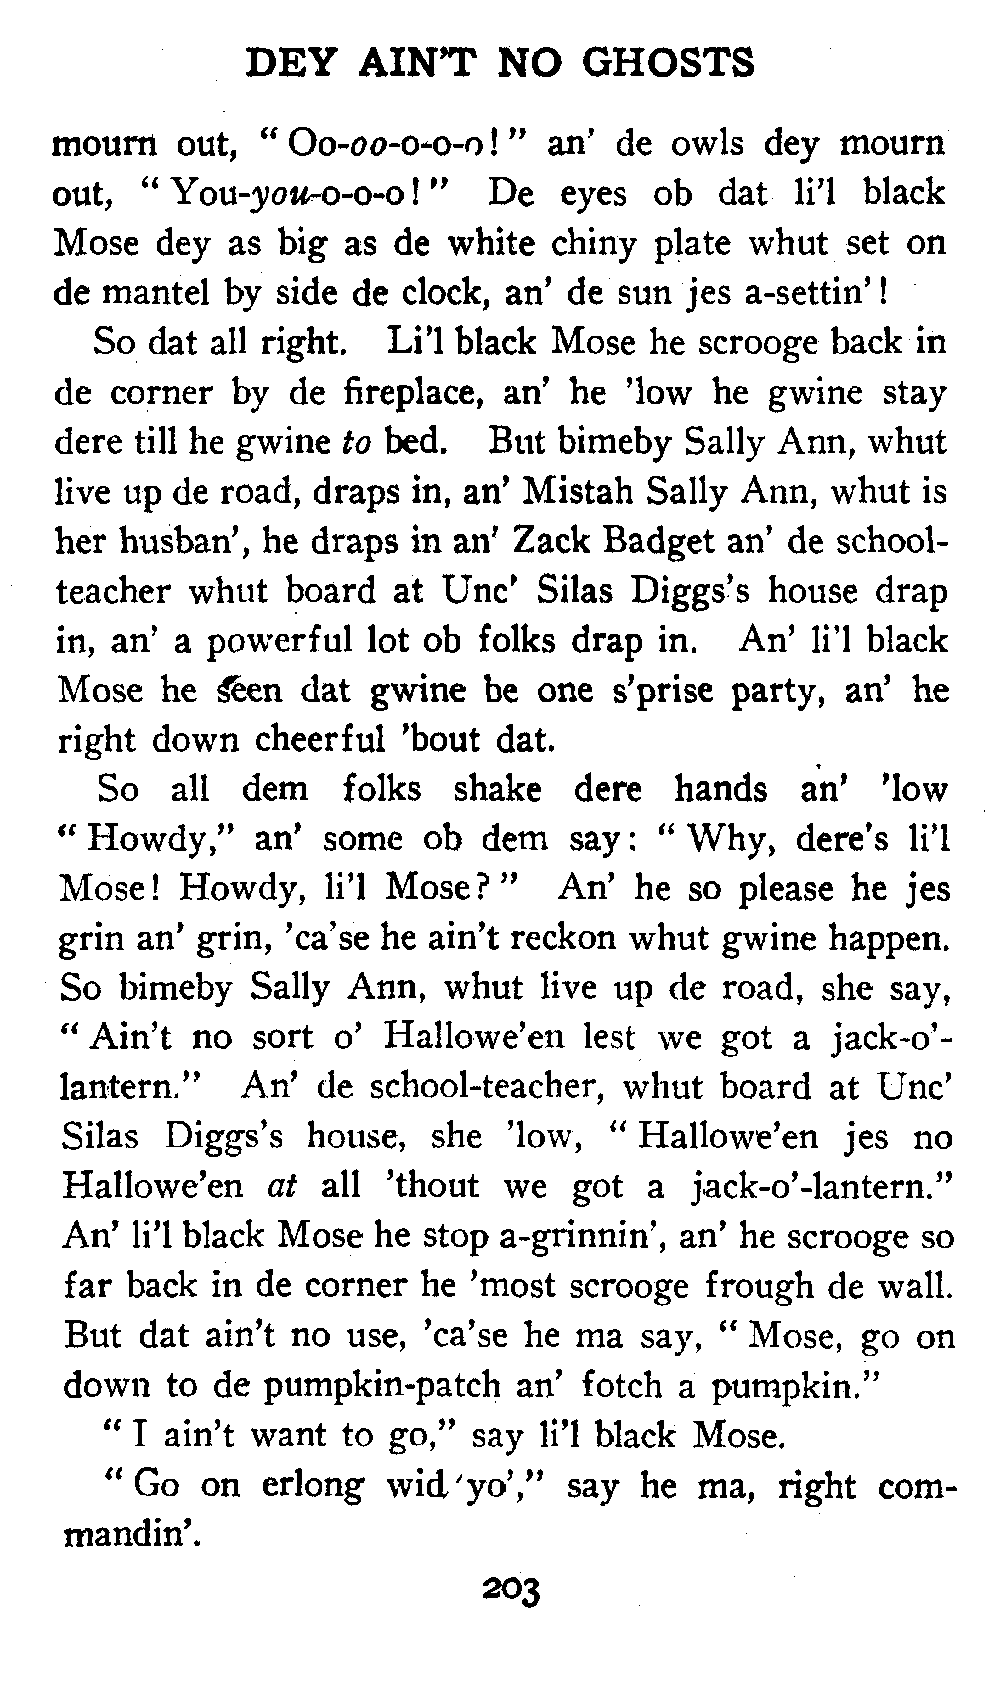 DEY AIN'T NO GHOSTS
mourn out, “ Oo-oo-o-o-o! ” an' de owls dey mourn
out, “ You-you-o-o-o! ” De eyes ob dat li'l black
Mose dey as big as de white chiny plate whut set on
de mantel by side de clock, an' de sun jes a-settin'!
So dat all right. Li'l black Mose he scrooge back in
de corner by de fireplace, an' he 'low he gwine stay
dere till he gwine to bed. But bimeby Sally Ann, whut
live up de road, draps in, an' Mistah Sally Ann, whut is
her husban', he draps in an' Zack Badget an' de school-
teacher whut board at Unc' Silas Diggs's house drap
in, an' a powerful lot ob folks drap in. An' li'l black
Mose he seen dat gwine be one s'prise party, an' he
right down cheerful 'bout dat.
So all dem folks shake dere hands an' 'low
“ Howdy,” an' some ob dem say: “ Why, dere's li'l
Mose! Howdy, li'l Mose? ” An' he so please he jes
grin an' grin, 'ca'se he ain't reckon whut gwine happen.
So bimeby Sally Ann, whut live up de road, she say,
“ Ain't no sort o' Hallowe'en lest we got a jack-o'-
lantern.” An' de school-teacher, whut board at Unc'
Silas Diggs's house, she 'low, “ Hallowe'en jes no
Hallowe'en at all 'thout we got a jack-o'-lantern.”
An' li'l black Mose he stop a-grinnin', an' he scrooge so
far back in de corner he 'most scrooge frough de wall.
But dat ain't no use, 'ca'se he ma say, “ Mose, go on
down to de pumpkin-patch an' fotch a pumpkin.”
“ I ain't want to go,” say li'l black Mose.
“ Go on erlong wid 'yo',” say he ma, right com-
mandin'.
203